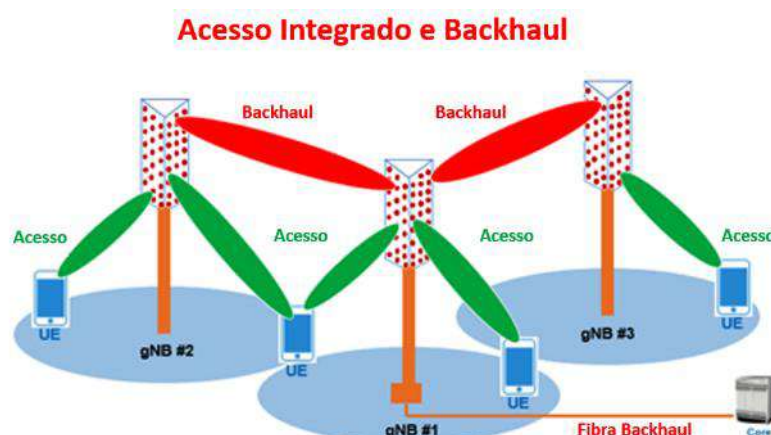 Acesso Integrado e Backhaul
Backhaul
Backhaul
Acesso
Acesso
Acesso
Acesso
UE
gNB #2
UE
gNB #3
UE
UE
gNB #1
Fibra Backhaul
Core